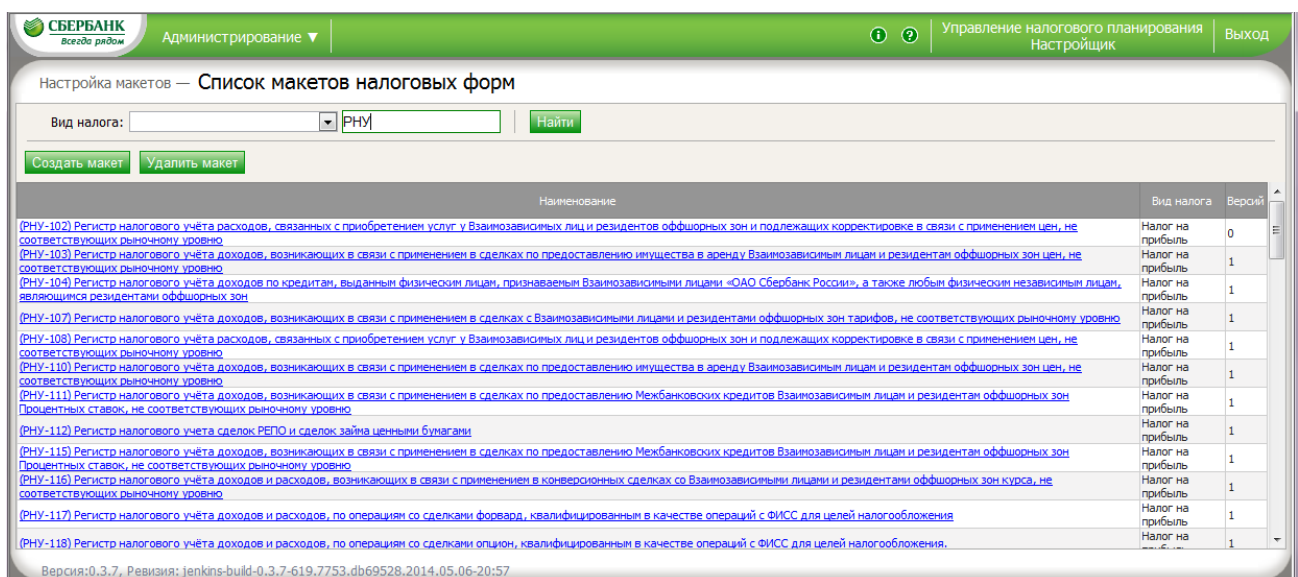 СБЕРБАНК
Всегда рядом
Администрирование ▼
Управление налогового планирования
Настройщик
Выход
Настройка макетов — Список макетов налоговых форм
Вид налога: РНУ Найти
Создать макет Удалить макет
Наименование Вид налога Версий
(РНУ-102) Регистр налогового учёта расходов, связанных с приобретением услуг у Взаимозависимых лиц и резидентов оффшорных зон и подлежащих корректировке в связи с применением цен, не
соответствующих рыночному уровню
Налог на
прибыль
0
(РНУ-103) Регистр налогового учёта доходов, возникающих в связи с применением в сделках по предоставлению имущества в аренду Взаимозависимым лицам и резидентам оффшорных зон цен, не
соответствующих рыночному уровню
Налог на
прибыль
1
(РНУ-104) Регистр налогового учёта доходов по кредитам, выданным физическим лицам, признаваемым Взаимозависимыми лицами «ОАО Сбербанк России», а также любым физическим независимым лицам,
являющимся резидентами оффшорных зон
Налог на
прибыль
1
(РНУ-107) Регистр налогового учёта доходов, возникающих в связи с применением в сделках с Взаимозависимыми лицами и резидентами оффшорных зон тарифов, не соответствующих рыночному уровню
Налог на
прибыль
1
(РНУ-108) Регистр налогового учёта расходов, связанных с приобретением услуг у Взаимозависимых лиц и резидентов оффшорных зон и подлежащих корректировке в связи с применением цен, не
соответствующих рыночному уровню
Налог на
прибыль
1
(РНУ-110) Регистр налогового учёта доходов, возникающих в связи с применением в сделках по предоставлению имущества в аренду Взаимозависимым лицам и резидентам оффшорных зон цен, не
соответствующих рыночному уровню
Налог на
прибыль
1
(РНУ-111) Регистр налогового учёта доходов, возникающих в связи с применением в сделках по предоставлению Межбанковских кредитов Взаимозависимым лицам и резидентам оффшорных зон
Процентных ставок, не соответствующих рыночному уровню
Налог на
прибыль
1
(РНУ-112) Регистр налогового учета сделок РЕПО и сделок займа ценными бумагами
Налог на
прибыль
1
(РНУ-115) Регистр налогового учёта доходов, возникающих в связи с применением в сделках по предоставлению Межбанковских кредитов Взаимозависимым лицам и резидентам оффшорных зон
Процентных ставок, не соответствующих рыночному уровню
Налог на
прибыль
1
(РНУ-116) Регистр налогового учёта доходов и расходов, возникающих в связи с применением в конверсионных сделках со Взаимозависимыми лицами и резидентами оффшорных зон курса, не
соответствующих рыночному уровню
Налог на
прибыль
1
(РНУ-117) Регистр налогового учёта доходов и расходов, по операциям со сделками форвард, квалифицированным в качестве операций с ФИСС для целей налогообложения
Налог на
прибыль
1
(РНУ-118) Регистр налогового учёта доходов и расходов, по операциям со сделками опцион, квалифицированным в качестве операций с ФИСС для целей налогообложения.
Налог на
1
Версия:0.3.7, Ревизия: jenkins-build-0.3.7-619.7753.db69528.2014.05.06-20:57